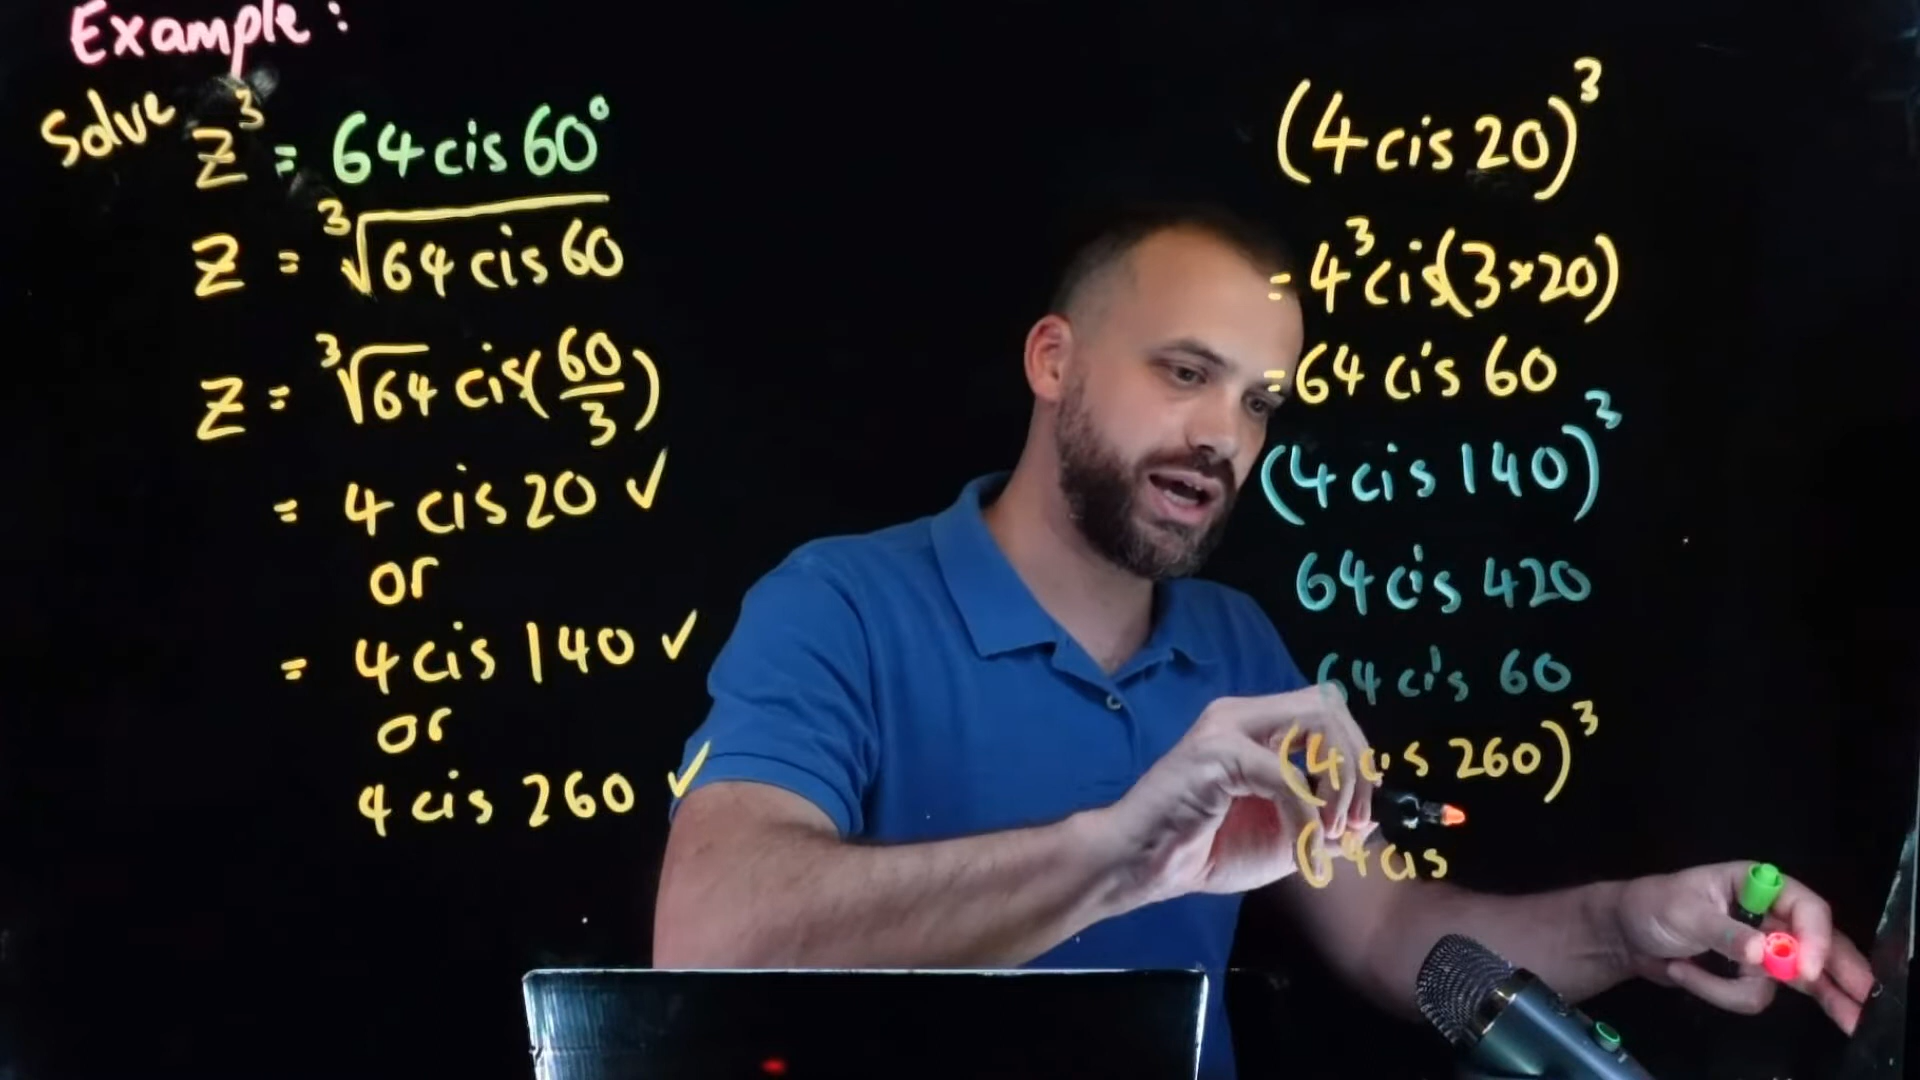 Example:
Solve z³ = 64 cis 60°
z = ³√64 cis 60
z = ³√64 cis(60/3)
= 4 cis 20 ✓
or
= 4 cis 140 ✓
or
4 cis 260 ✓
(4 cis 20)³
= 4³ cis(3×20)
= 64 cis 60
(4 cis 140)³
64 cis 420
64 cis 60
(4 cis 260)³
64 cis